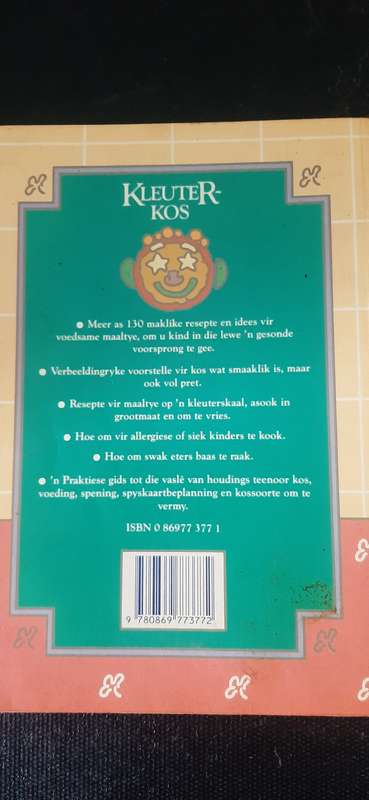 KLEUTER-
KOS
● Meer as 130 maklike resepte en idees vir
voedsame maaltye, om u kind in die lewe 'n gesonde
voorsprong te gee.
● Verbeeldingryke voorstelle vir kos wat smaaklik is, maar
ook vol pret.
● Resepte vir maaltye op 'n kleuterskaal, asook in
grootmaat en om te vries.
● Hoe om vir allergiese of siek kinders te kook.
● Hoe om swak eters baas te raak.
● 'n Praktiese gids tot die vaslê van houdings teenoor kos,
voeding, spening, spyskaartbeplanning en kossoorte om te
vermy.
ISBN 0 86977 377 1
9 780869 773772